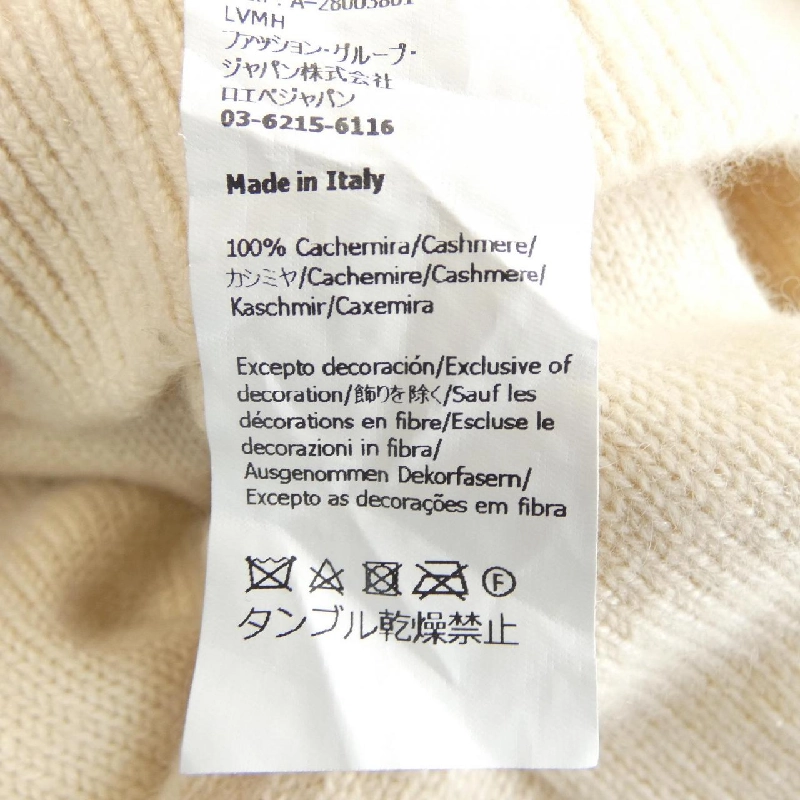 A-28003801
LVMH
ファッション・グループ・
ジャパン株式会社
ロエベジャパン
03-6215-6116
Made in Italy
100% Cachemira/Cashmere/
カシミヤ/Cachemire/Cashmere/
Kaschmir/Caxemira
Excepto decoración/Exclusive of
decoration/飾りを除く/Sauf les
décorations en fibre/Escluse le
decorazioni in fibra/
Ausgenommen Dekorfasern/
Excepto as decorações em fibra
F
タンブル乾燥禁止